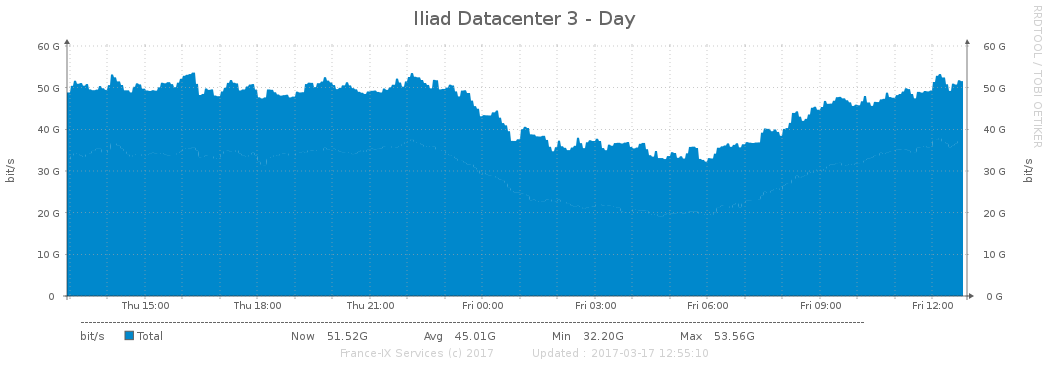 Iliad Datacenter 3 - Day
RRDTOOL / TOBI OETIKER
60 G 60 G
50 G 50 G
40 G 40 G
30 G 30 G
20 G 20 G
10 G 10 G
0 0 G
bit/s bit/s
Thu 15:00 Thu 18:00 Thu 21:00 Fri 00:00 Fri 03:00 Fri 06:00 Fri 09:00 Fri 12:00
bit/s Total Now 51.52G Avg 45.01G Min 32.20G Max 53.56G
France-IX Services (c) 2017 Updated : 2017-03-17 12:55:10